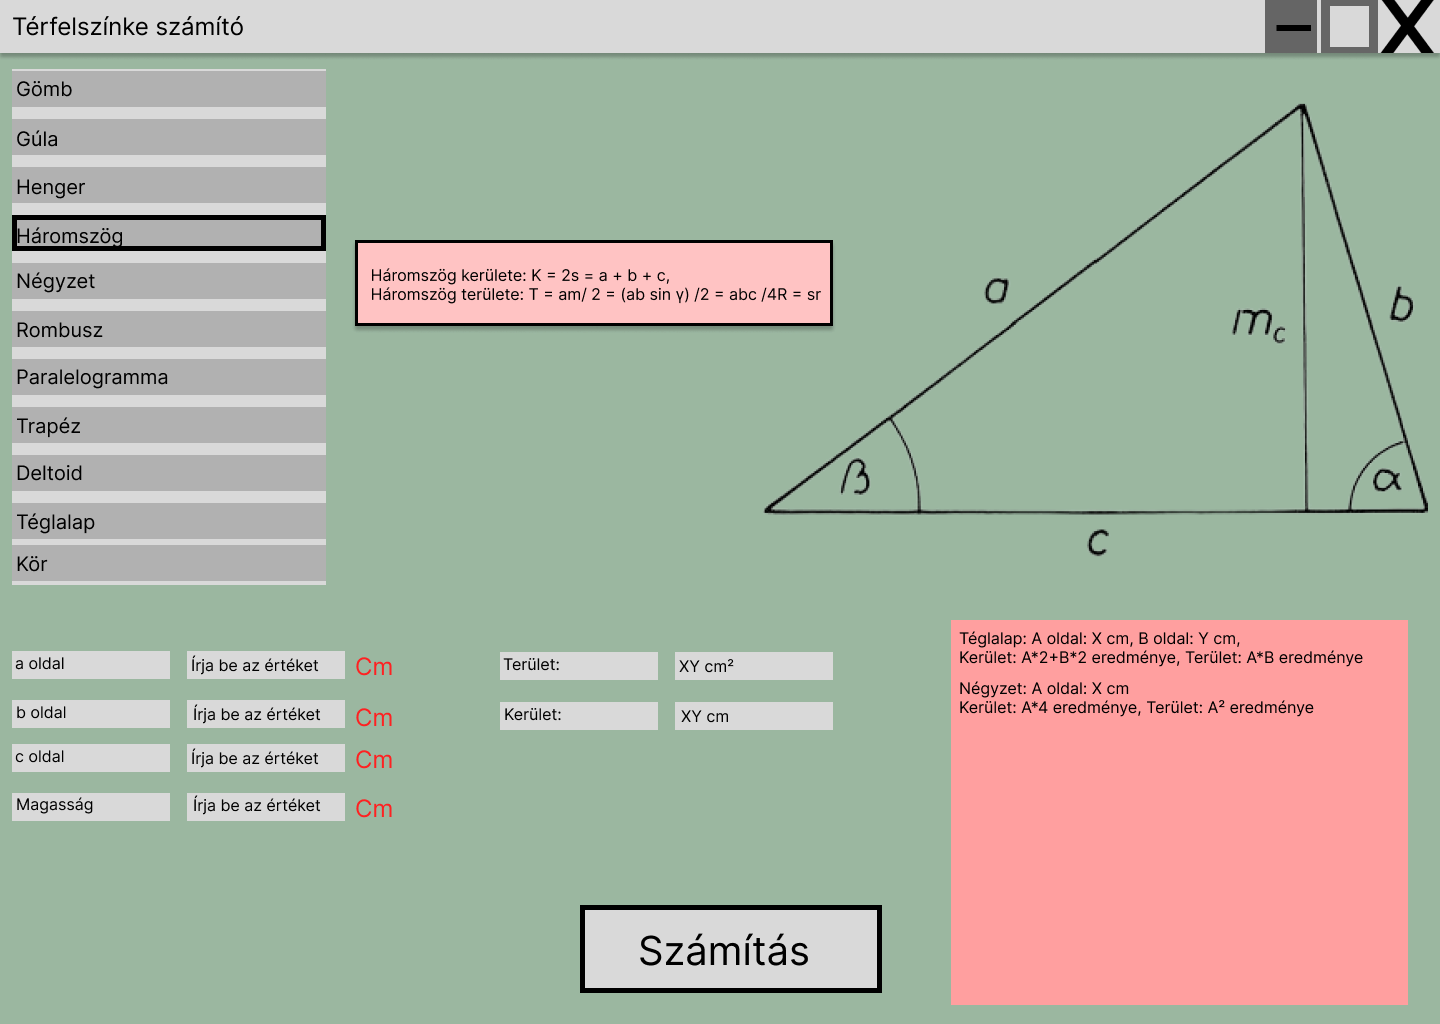 Térfelszínke számító
X
Gömb
Gúla
Henger
Háromszög
Négyzet
Rombusz
Paralelogramma
Trapéz
Deltoid
Téglalap
Kör
Háromszög kerülete: K = 2s = a + b + c,
Háromszög területe: T = am/ 2 = (ab sin γ) /2 = abc /4R = sr
a
b
mc
β
α
c
a oldal
Írja be az értéket
Cm
b oldal
Írja be az értéket
Cm
c oldal
Írja be az értéket
Cm
Magasság
Írja be az értéket
Cm
Terület:
XY cm²
Kerület:
XY cm
Téglalap: A oldal: X cm, B oldal: Y cm,
Kerület: A*2+B*2 eredménye, Terület: A*B eredménye
Négyzet: A oldal: X cm
Kerület: A*4 eredménye, Terület: A² eredménye
Számítás